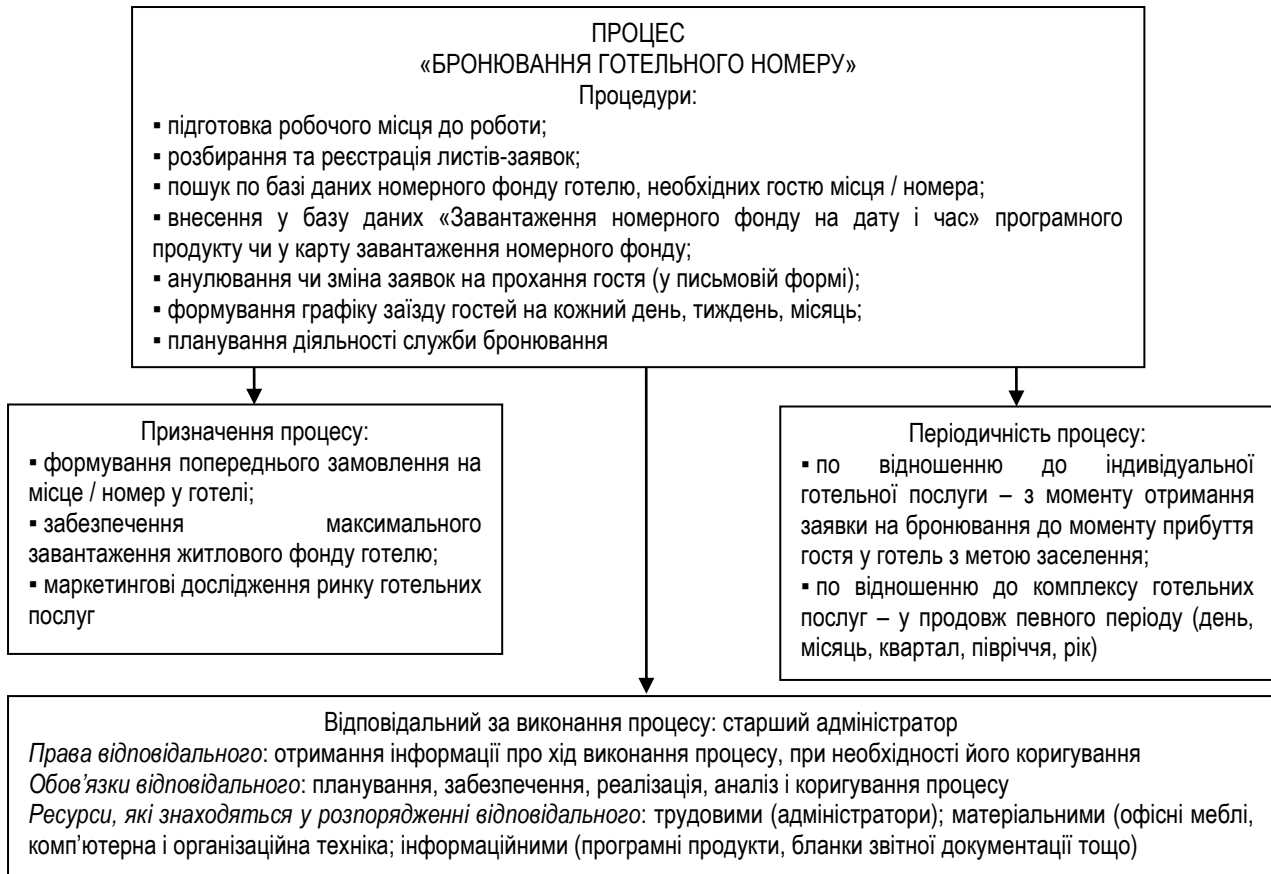 ПРОЦЕС
«БРОНЮВАННЯ ГОТЕЛЬНОГО НОМЕРУ»
Процедури:
▪ підготовка робочого місця до роботи;
▪ розбирання та реєстрація листів-заявок;
▪ пошук по базі даних номерного фонду готелю, необхідних гостю місця / номера;
▪ внесення у базу даних «Завантаження номерного фонду на дату і час» програмного
продукту чи у карту завантаження номерного фонду;
▪ анулювання чи зміна заявок на прохання гостя (у письмовій формі);
▪ формування графіку заїзду гостей на кожний день, тиждень, місяць;
▪ планування діяльності служби бронювання
Призначення процесу:
▪ формування попереднього замовлення на
місце / номер у готелі;
▪ забезпечення максимального
завантаження житлового фонду готелю;
▪ маркетингові дослідження ринку готельних
послуг
Періодичність процесу:
▪ по відношенню до індивідуальної
готельної послуги – з моменту отримання
заявки на бронювання до моменту прибуття
гостя у готель з метою заселення;
▪ по відношенню до комплексу готельних
послуг – у продовж певного періоду (день,
місяць, квартал, півріччя, рік)
Відповідальний за виконання процесу: старший адміністратор
Права відповідального: отримання інформації про хід виконання процесу, при необхідності його коригування
Обов’язки відповідального: планування, забезпечення, реалізація, аналіз і коригування процесу
Ресурси, які знаходяться у розпорядженні відповідального: трудовими (адміністратори); матеріальними (офісні меблі,
комп’ютерна і організаційна техніка; інформаційними (програмні продукти, бланки звітної документації тощо)